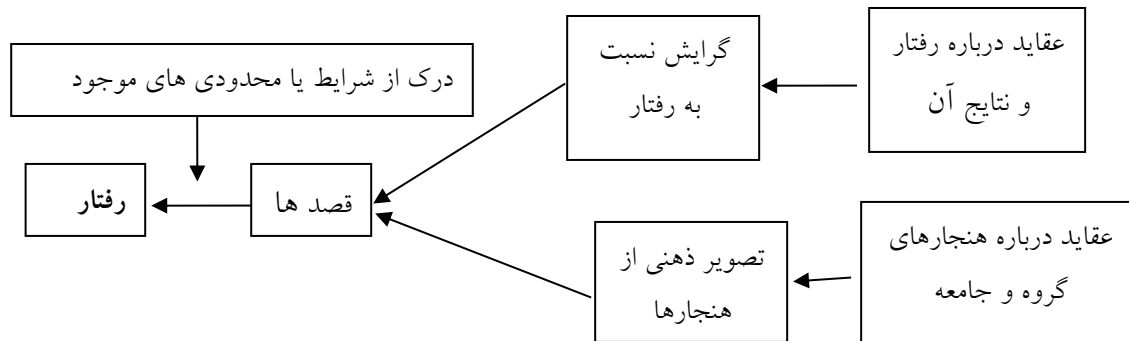 عقاید درباره رفتار
و نتایج آن
گرایش نسبت
به رفتار
درک از شرایط یا محدودی های موجود
قصد ها
رفتار
عقاید درباره هنجارهای
گروه و جامعه
تصویر ذهنی از
هنجارها